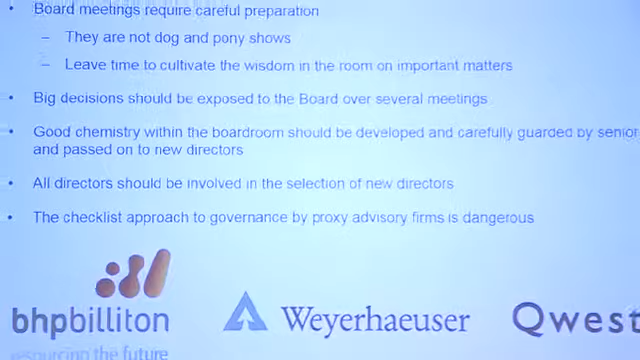 • Board meetings require careful preparation
– They are not dog and pony shows
– Leave time to cultivate the wisdom in the room on important matters
• Big decisions should be exposed to the Board over several meetings
• Good chemistry within the boardroom should be developed and carefully guarded by senior
and passed on to new directors
• All directors should be involved in the selection of new directors
• The checklist approach to governance by proxy advisory firms is dangerous
bhpbilliton
resourcing the future
Weyerhaeuser
Qwest